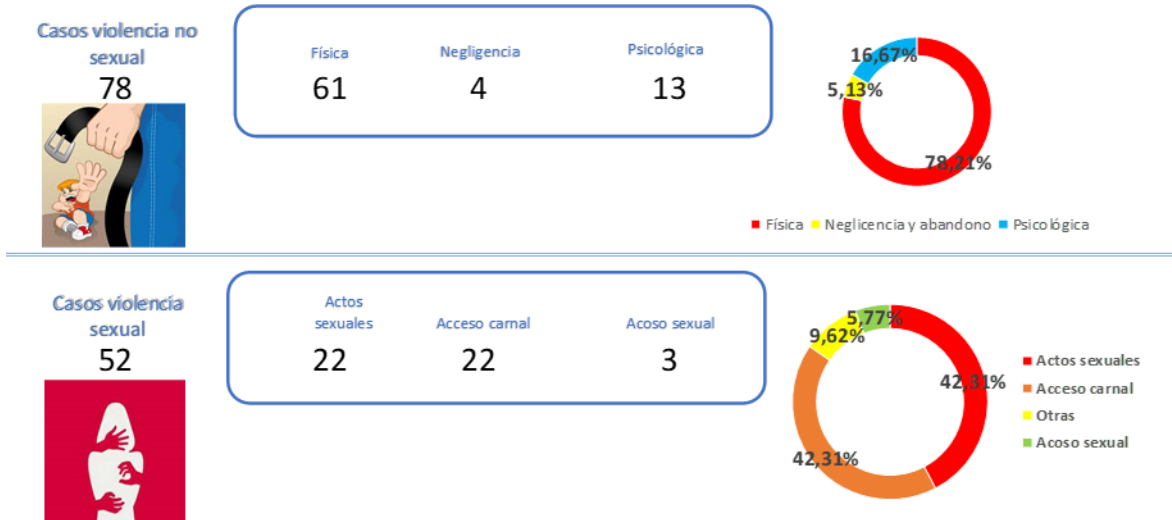 Casos violencia no
sexual
78
Física
Negligencia
Psicológica
61
4
13
16,67%
5,13%
78,21%
Física
Neglicencia y abandono
Psicológica
Casos violencia
sexual
52
Actos
sexuales
Acceso carnal
Acoso sexual
22
22
3
5,77%
9,62%
42,31%
42,31%
Actos sexuales
Acceso carnal
Otras
Acoso sexual